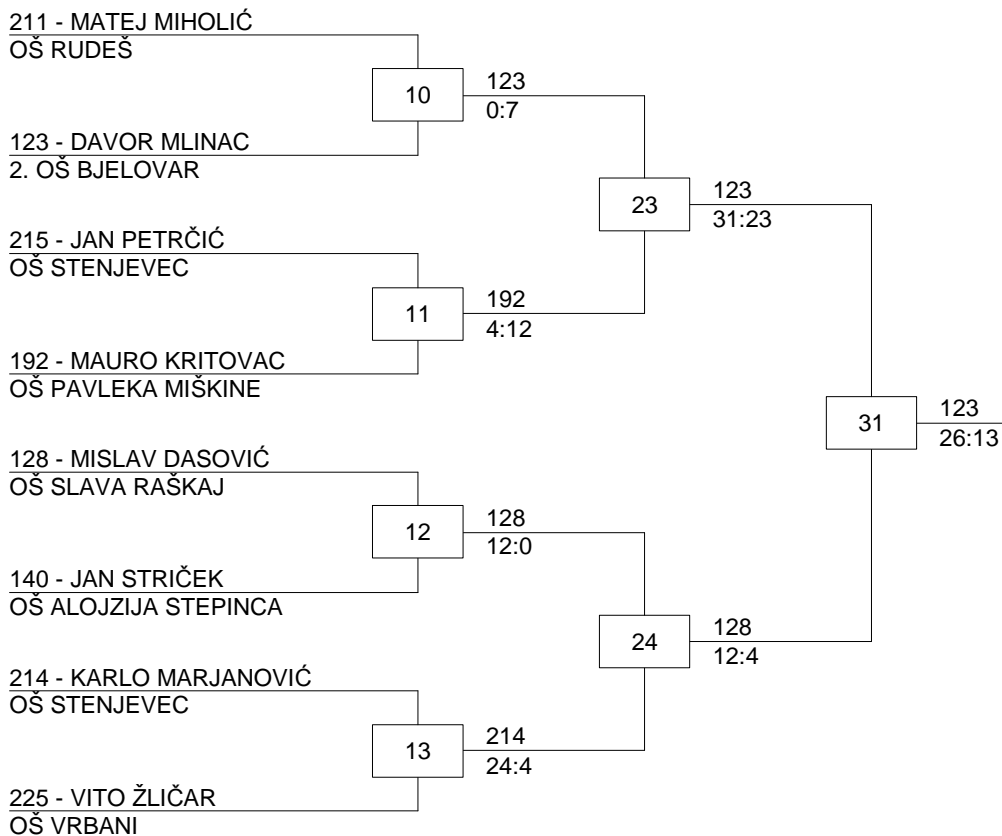 211 - MATEJ MIHOLIĆ
OŠ RUDEŠ
10
123
0:7
123 - DAVOR MLINAC
2. OŠ BJELOVAR
23
123
31:23
215 - JAN PETRČIĆ
OŠ STENJEVEC
11
192
4:12
192 - MAURO KRITOVAC
OŠ PAVLEKA MIŠKINE
31
123
26:13
128 - MISLAV DASOVIĆ
OŠ SLAVA RAŠKAJ
12
128
12:0
140 - JAN STRIČEK
OŠ ALOJZIJA STEPINCA
24
128
12:4
214 - KARLO MARJANOVIĆ
OŠ STENJEVEC
13
214
24:4
225 - VITO ŽLIČAR
OŠ VRBANI